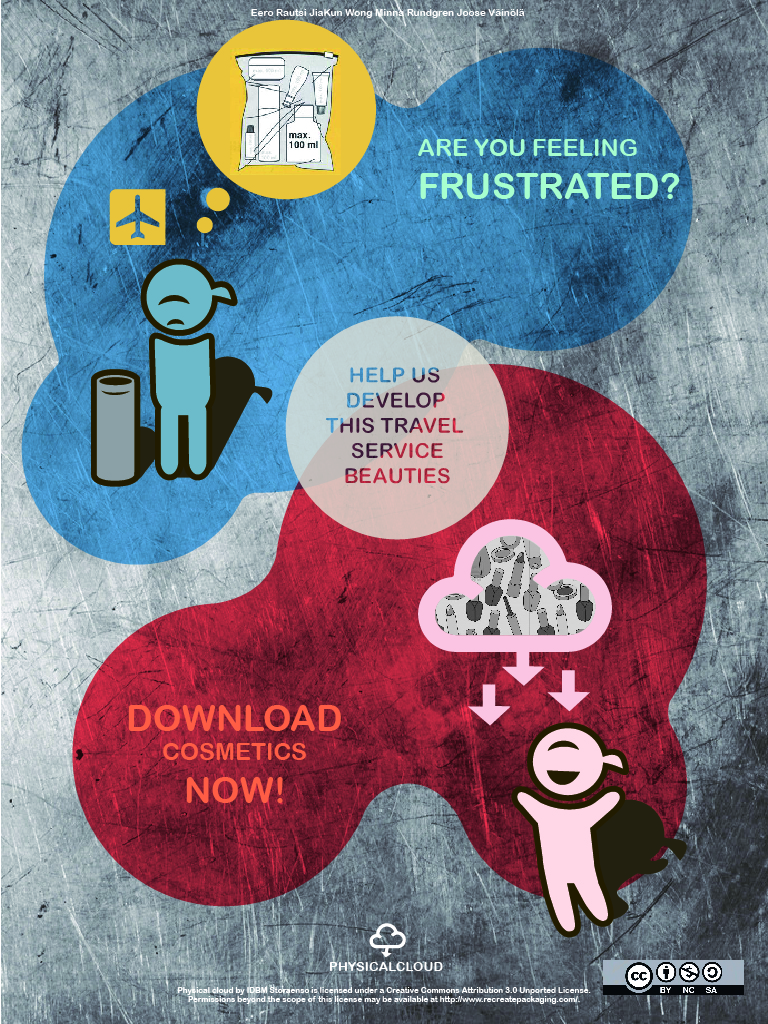 Eero Rautsi JiaKun Wong Minna Rundgren Joose Väinölä
max.
100 ml
ARE YOU FEELING
FRUSTRATED?
HELP US
DEVELOP
THIS TRAVEL
SERVICE
BEAUTIES
DOWNLOAD
COSMETICS
NOW!
PHYSICALCLOUD
Physical cloud by IDBM Storaenso is licensed under a Creative Commons Attribution 3.0 Unported License.
Permissions beyond the scope of this license may be available at http://www.recreatepackaging.com/.
cc
BY NC SA